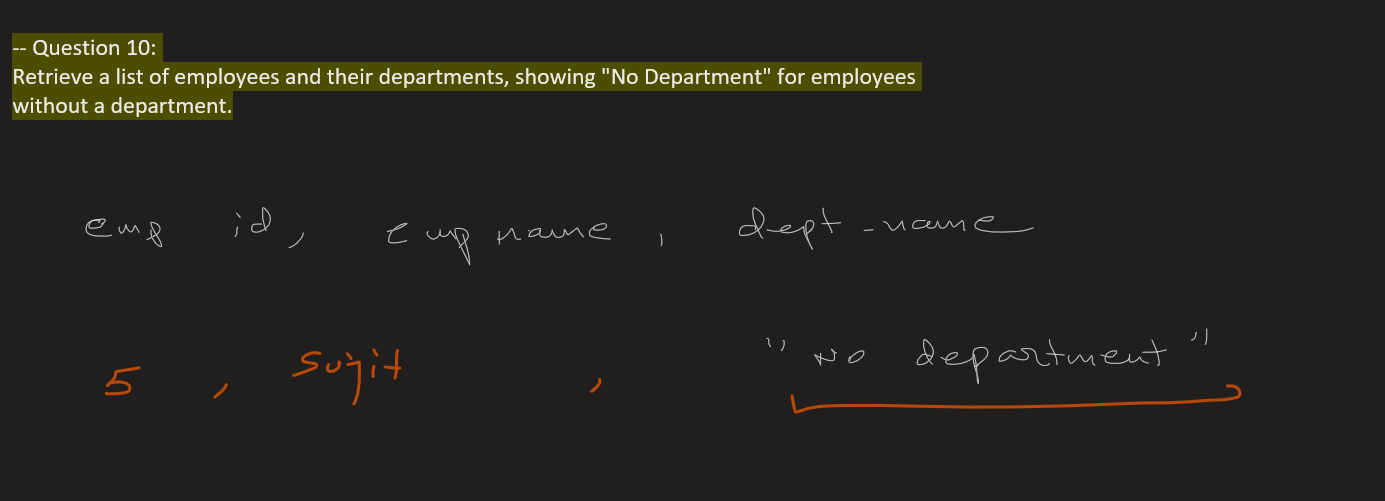 -- Question 10:
Retrieve a list of employees and their departments, showing "No Department" for employees
without a department.
emp id, emp name, dept_name
5, Sujit, "No department"